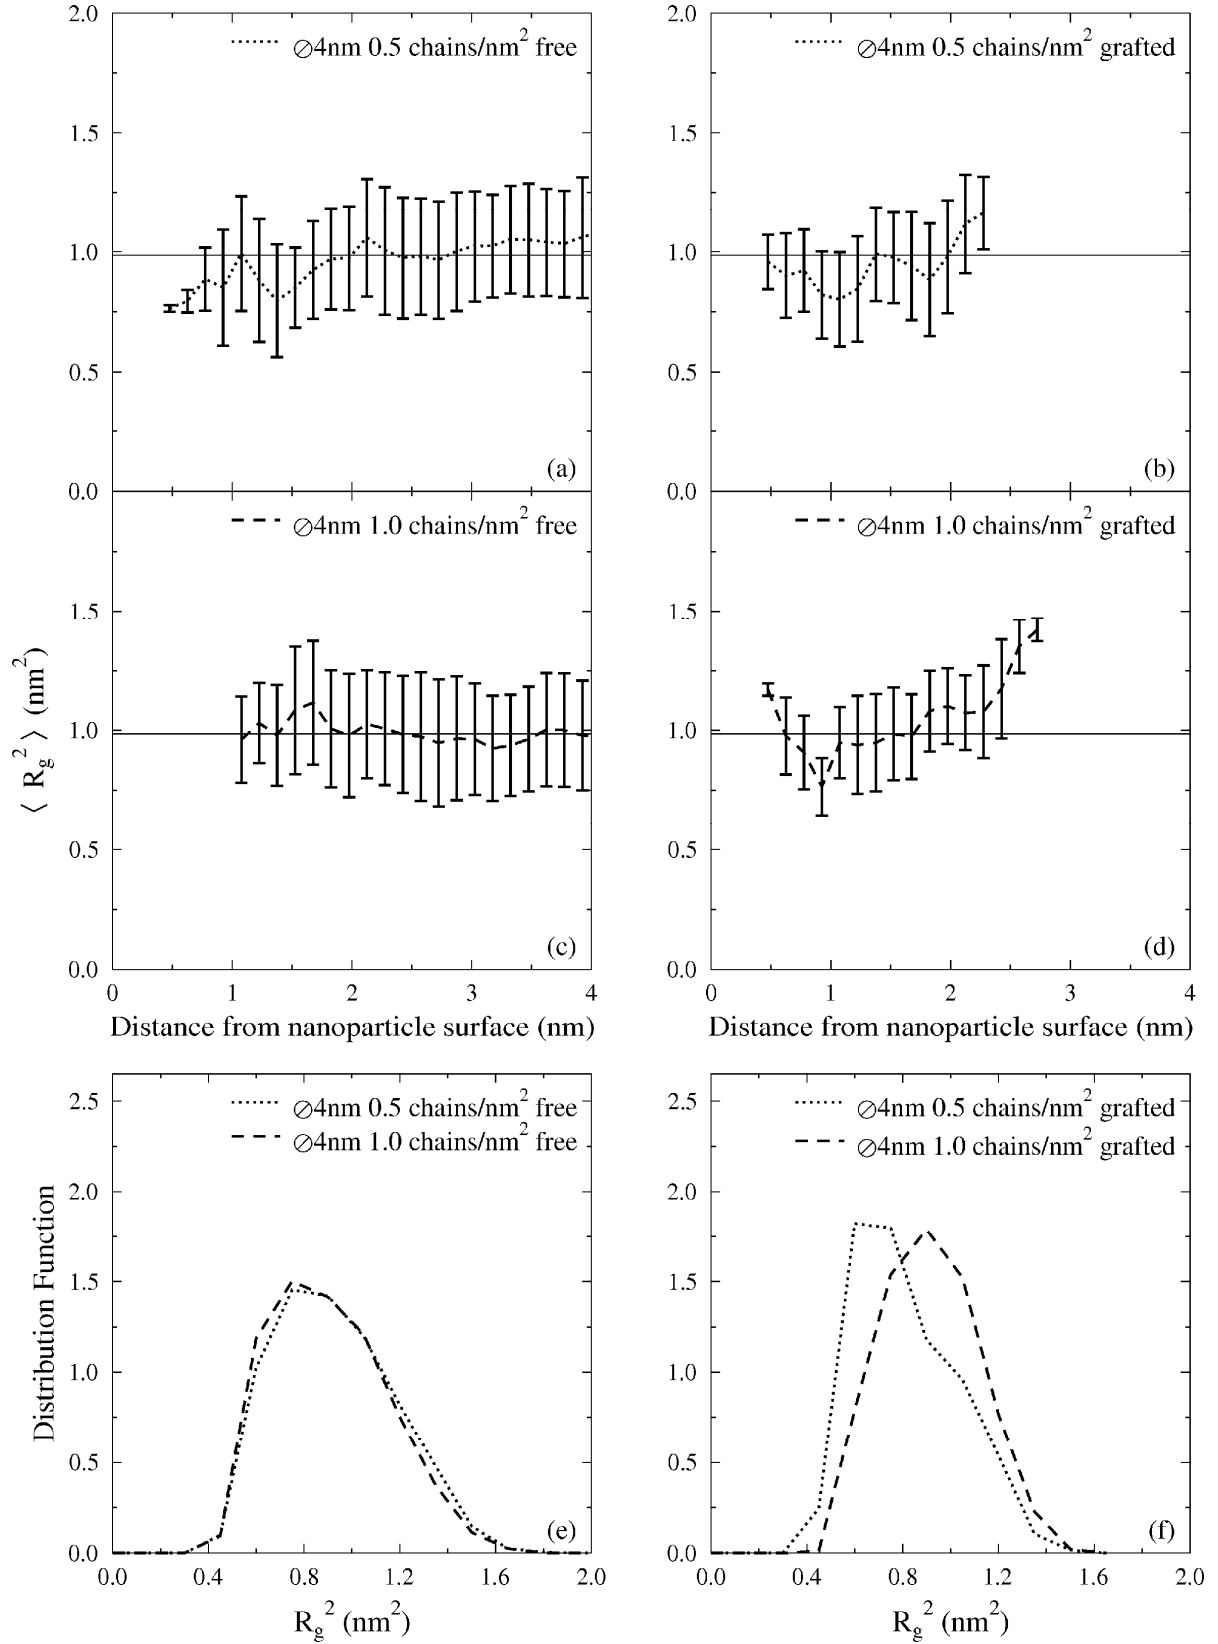 ∅4nm 0.5 chains/nm² free
2.0
1.5
1.0
0.5
0.0
(a)
∅4nm 0.5 chains/nm² grafted
2.0
1.5
1.0
0.5
0.0
(b)
⟨ R_g² ⟩ (nm²)
∅4nm 1.0 chains/nm² free
1.5
1.0
0.5
0.0
(c)
0 1 2 3 4
Distance from nanoparticle surface (nm)
∅4nm 1.0 chains/nm² grafted
1.5
1.0
0.5
0.0
(d)
0 1 2 3 4
Distance from nanoparticle surface (nm)
Distribution Function
∅4nm 0.5 chains/nm² free
∅4nm 1.0 chains/nm² free
2.5
2.0
1.5
1.0
0.5
0.0
(e)
0.0 0.4 0.8 1.2 1.6 2.0
R_g² (nm²)
∅4nm 0.5 chains/nm² grafted
∅4nm 1.0 chains/nm² grafted
2.5
2.0
1.5
1.0
0.5
0.0
(f)
0.0 0.4 0.8 1.2 1.6 2.0
R_g² (nm²)